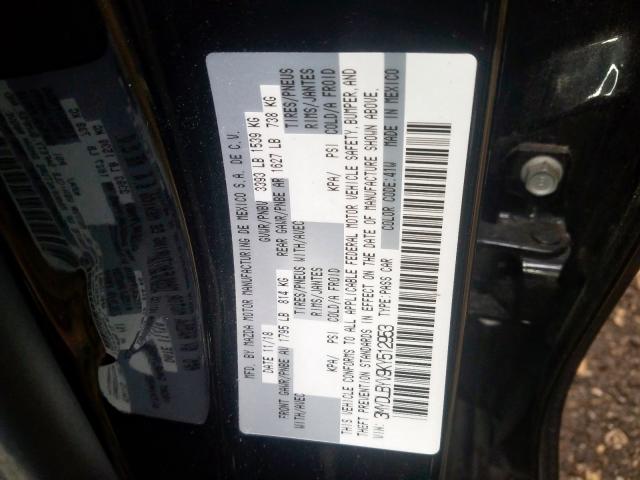 MFD. BY MAZDA MOTOR MANUFACTURING DE MEXICO S.A. DE C.V.
DATE 11/18 GVWR/PNBV 3393 LB 1539 KG
FRONT GAWR/PNBE AV 1795 LB 814 KG REAR GAWR/PNBE AR 1627 LB 738 KG
WITH/AVEC TIRES/PNEUS WITH/AVEC TIRES/PNEUS
RIMS/JANTES RIMS/JANTES
KPA/ PSI COLD/A FROID KPA/ PSI COLD/A FROID
THIS VEHICLE CONFORMS TO ALL APPLICABLE FEDERAL MOTOR VEHICLE SAFETY, BUMPER, AND
THEFT PREVENTION STANDARDS IN EFFECT ON THE DATE OF MANUFACTURE SHOWN ABOVE.
VIN: TYPE:PASS CAR COLOR CODE:41W MADE IN MEXICO